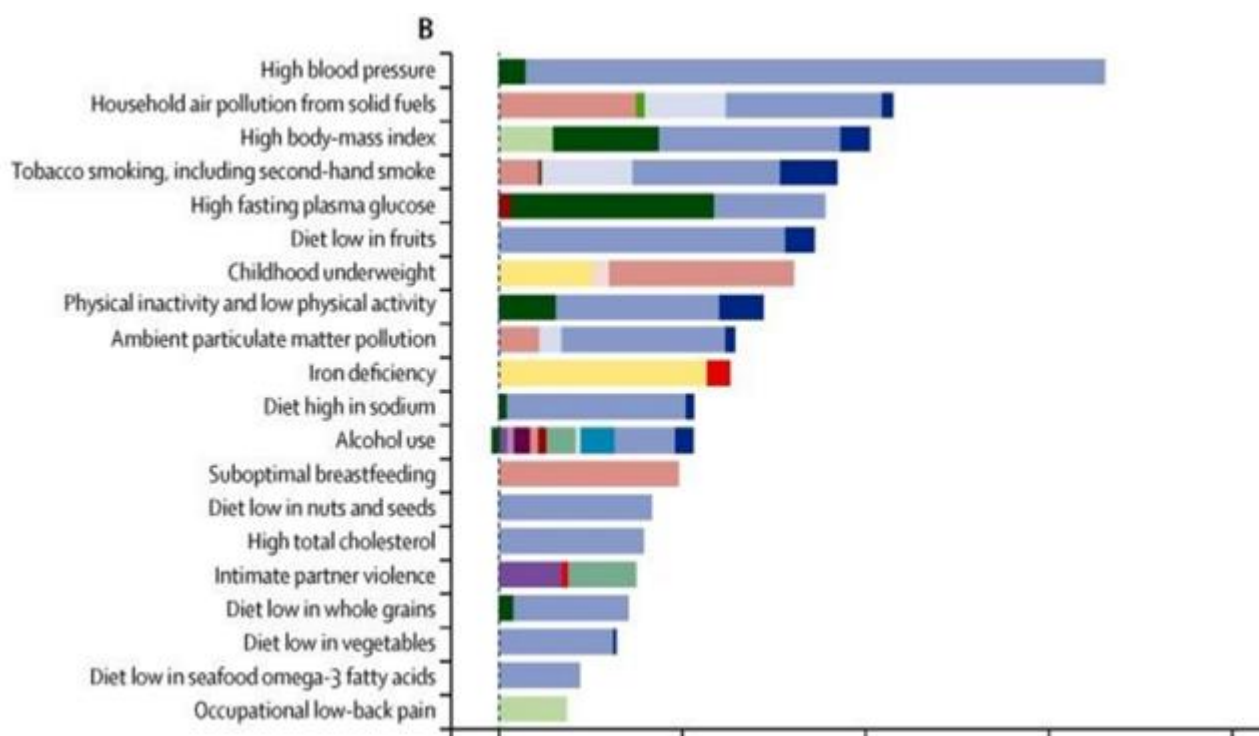 B
High blood pressure
Household air pollution from solid fuels
High body-mass index
Tobacco smoking, including second-hand smoke
High fasting plasma glucose
Diet low in fruits
Childhood underweight
Physical inactivity and low physical activity
Ambient particulate matter pollution
Iron deficiency
Diet high in sodium
Alcohol use
Suboptimal breastfeeding
Diet low in nuts and seeds
High total cholesterol
Intimate partner violence
Diet low in whole grains
Diet low in vegetables
Diet low in seafood omega-3 fatty acids
Occupational low-back pain